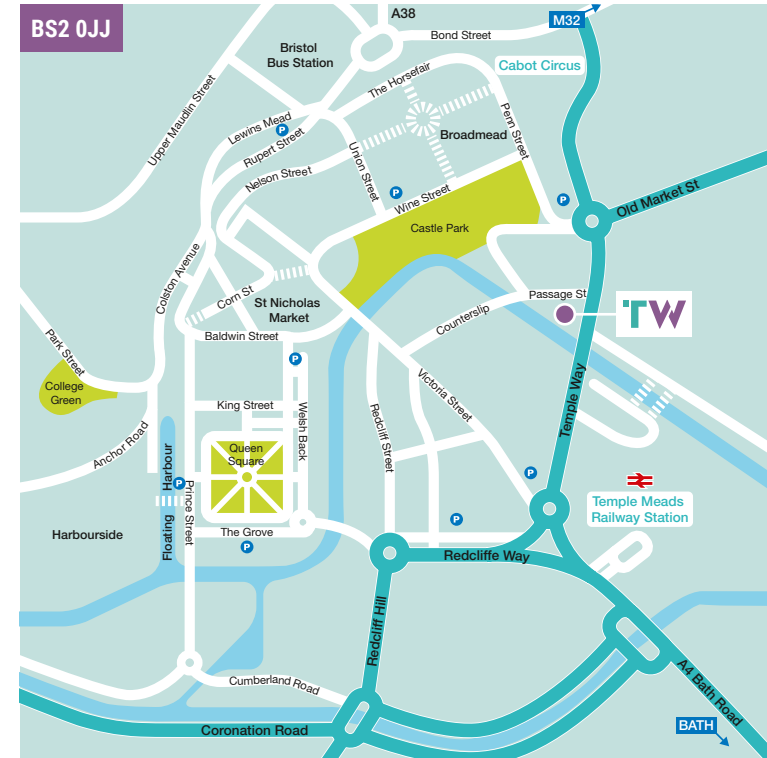 BS2 0JJ
A38
M32
Bond Street
Bristol
Bus Station
Cabot Circus
The Horsefair
Upper Maudlin Street
Lewins Mead
P
Rupert Street
Penn Street
Broadmead
Union Street
Nelson Street
P
Wine Street
P
Old Market St
Castle Park
Colston Avenue
Corn St
St Nicholas
Market
Passage St
TW
Counterslip
Baldwin Street
Park Street
P
College
Green
King Street
Welsh Back
Redcliff Street
Victoria Street
Temple Way
Anchor Road
Floating Harbour
Queen
Square
P
Prince Street
P
Temple Meads
Railway Station
Harbourside
The Grove
P
P
Redcliffe Way
Redcliff Hill
Cumberland Road
A4 Bath Road
Coronation Road
BATH